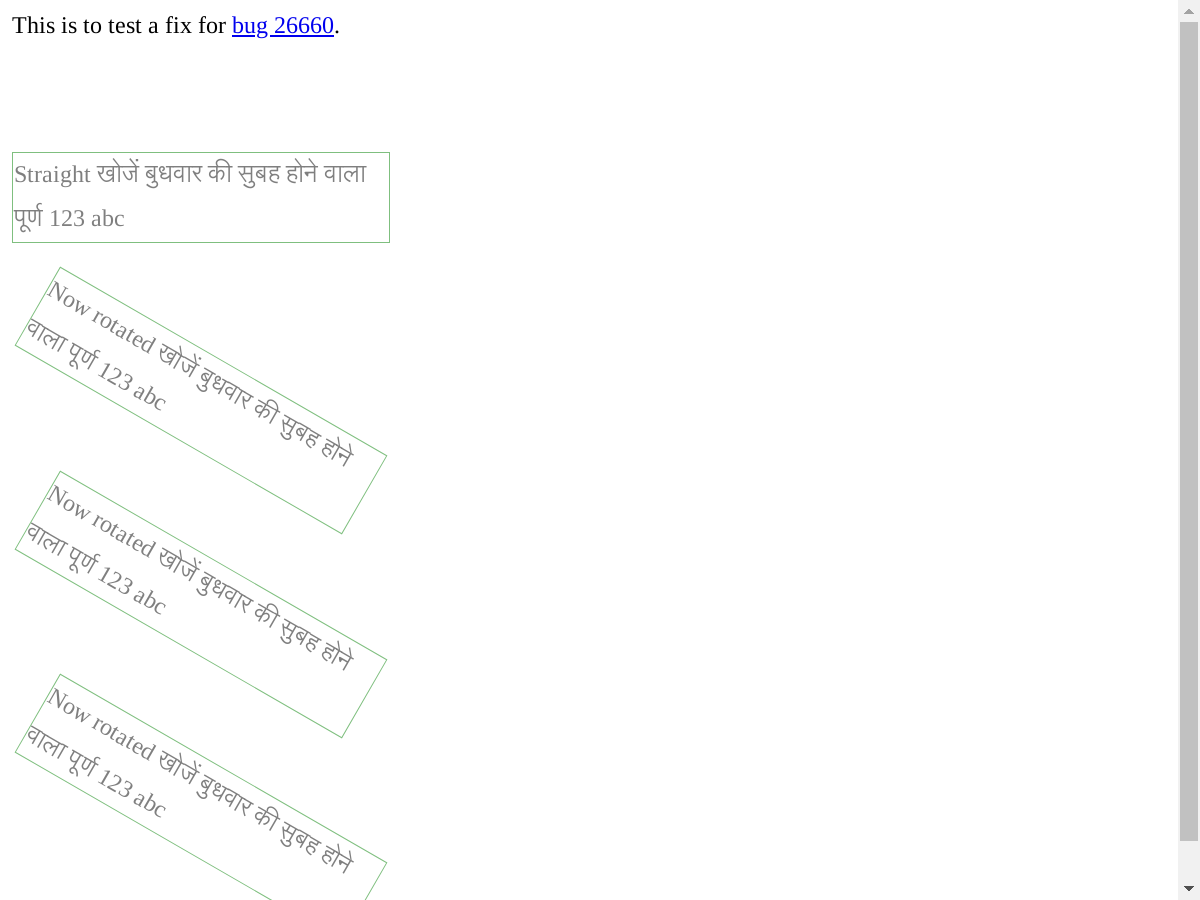 This is to test a fix for bug 26660.
Straight खोजें बुधवार की सुबह होने वाला
पूर्ण 123 abc
Now rotated खोजें बुधवार की सुबह होने
वाला पूर्ण 123 abc
Now rotated खोजें बुधवार की सुबह होने
वाला पूर्ण 123 abc
Now rotated खोजें बुधवार की सुबह होने
वाला पूर्ण 123 abc